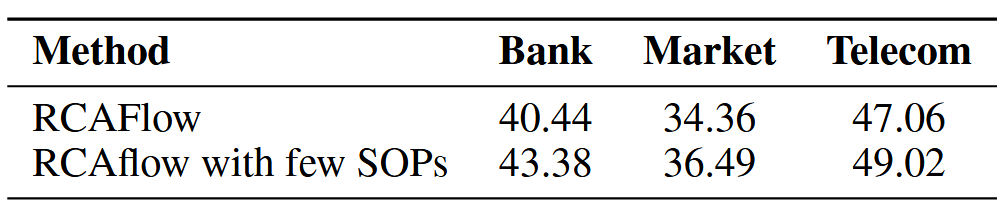 Method Bank Market Telecom
RCAFlow 40.44 34.36 47.06
RCAflow with few SOPs 43.38 36.49 49.02